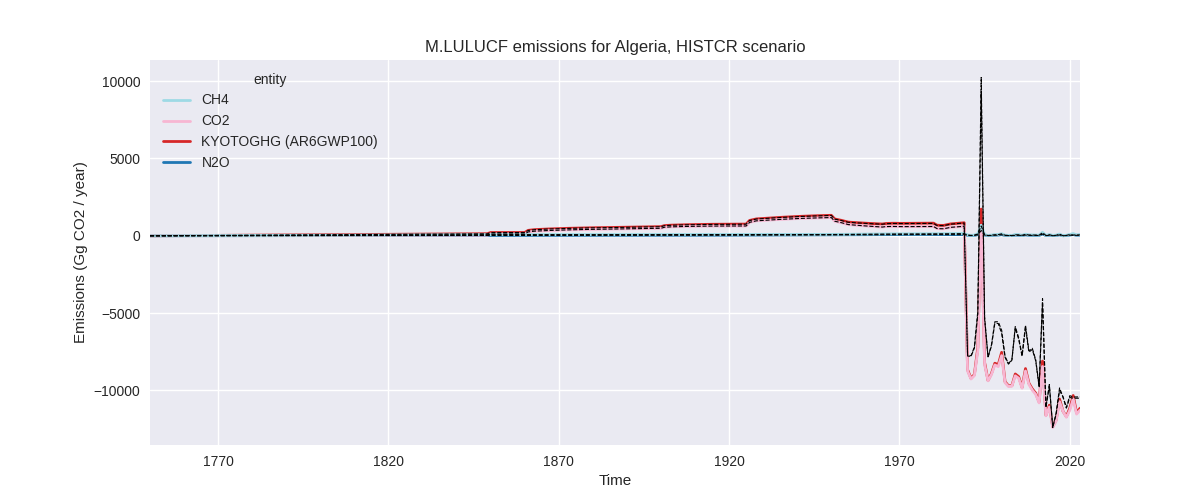 M.LULUCF emissions for Algeria, HISTCR scenario
entity
CH4
CO2
KYOTOGHG (AR6GWP100)
N2O
Emissions (Gg CO2 / year)
10000
5000
0
−5000
−10000
1770
1820
1870
1920
1970
2020
Time